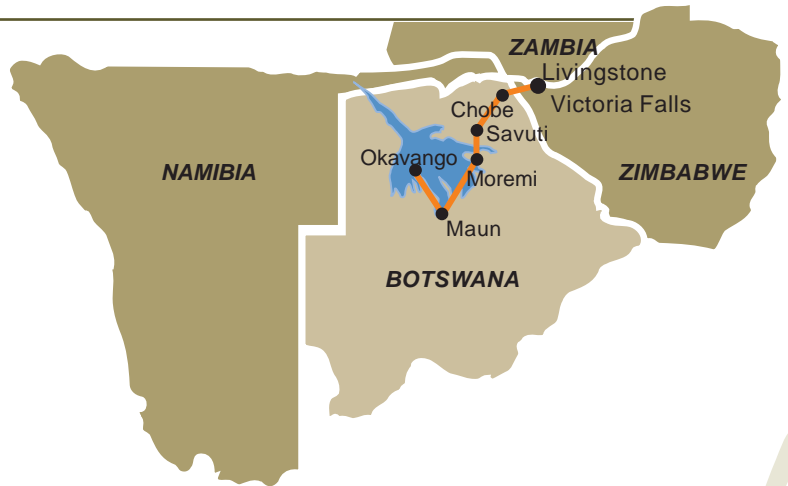 ZAMBIA
Livingstone
Victoria Falls
Chobe
Savuti
Okavango
Moremi
NAMIBIA
ZIMBABWE
Maun
BOTSWANA